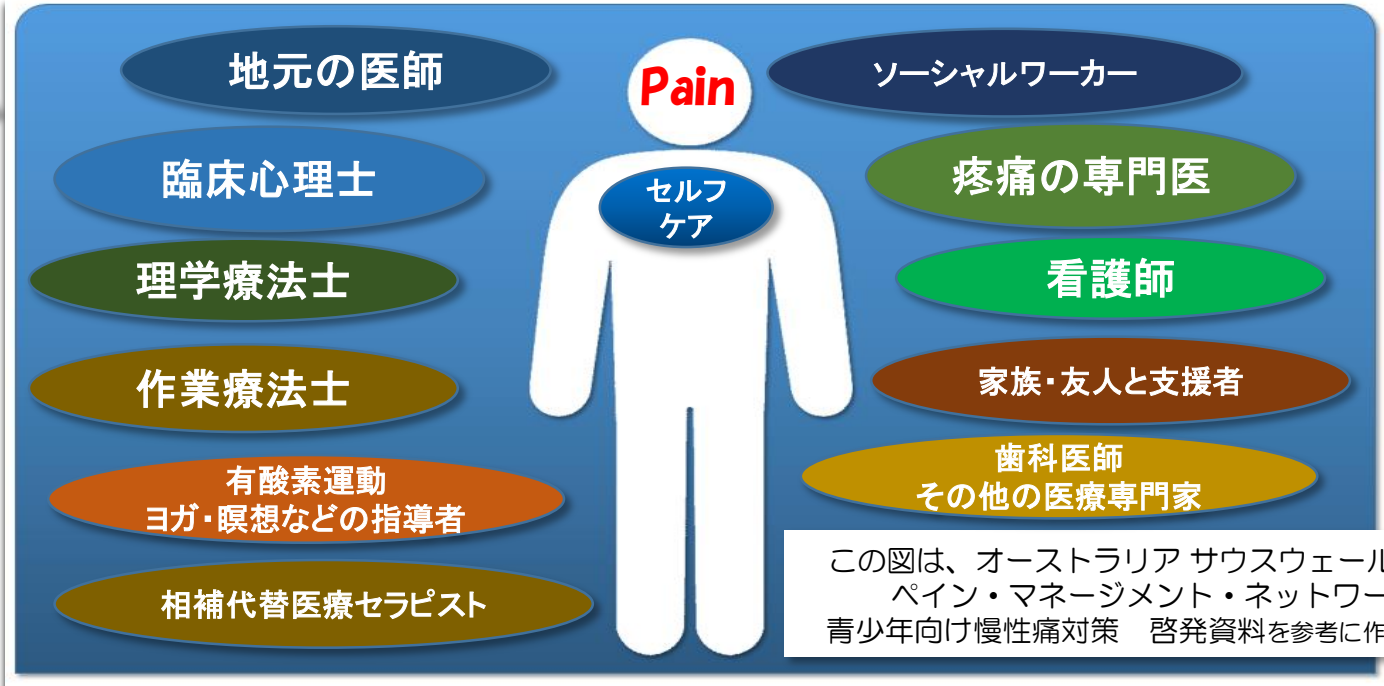 地元の医師
臨床心理士
理学療法士
作業療法士
有酸素運動
ヨガ・瞑想などの指導者
相補代替医療セラピスト
Pain
セルフ
ケア
ソーシャルワーカー
疼痛の専門医
看護師
家族・友人と支援者
歯科医師
その他の医療専門家
この図は、オーストラリア サウスウェール
ペイン・マネージメント・ネットワー
青少年向け慢性痛対策　啓発資料を参考に作